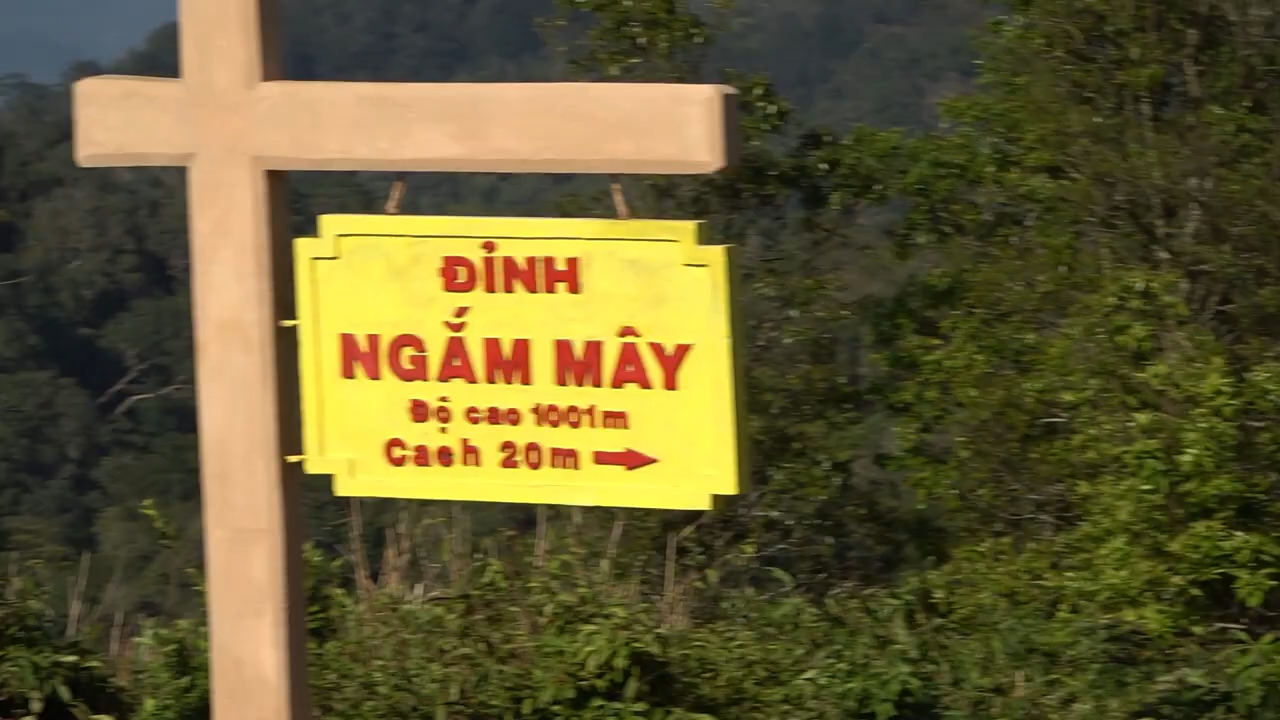 ĐỈNH
NGẮM MÂY
Độ cao 1001m
Cach 20m →